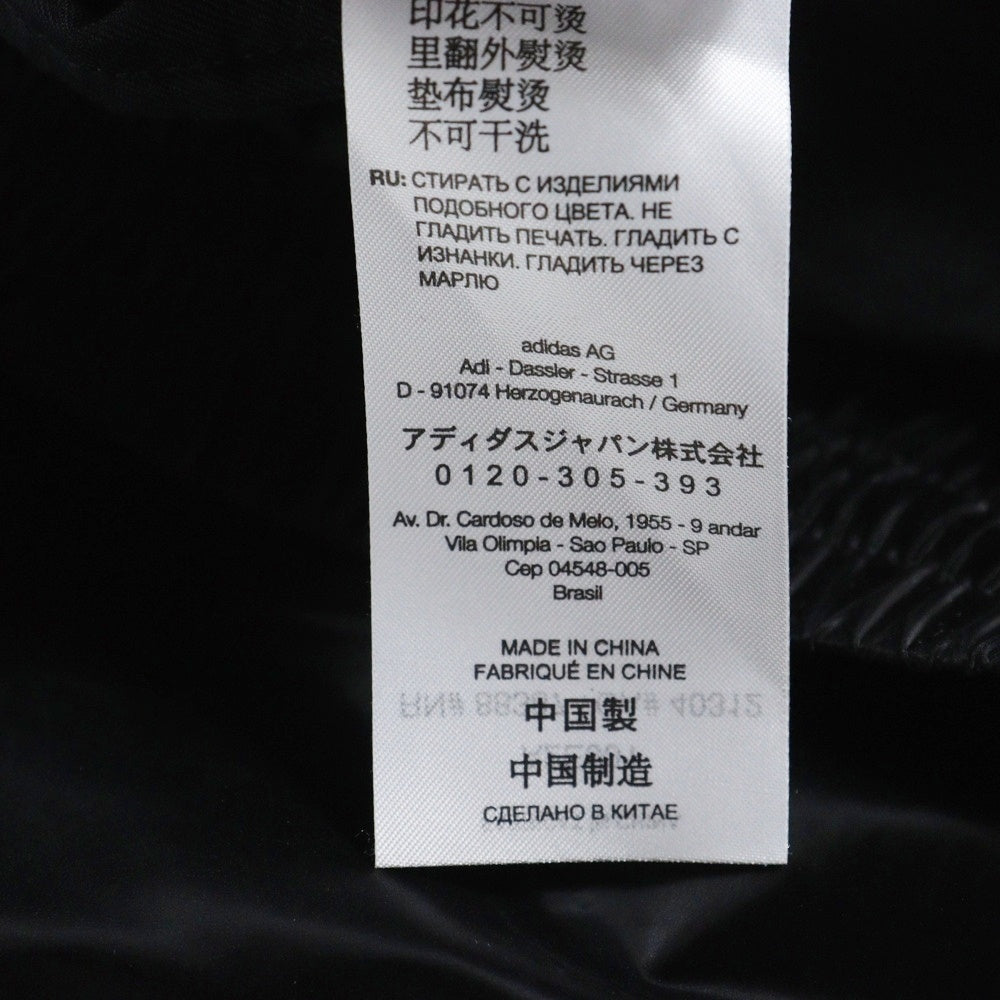 印花不可烫
里翻外熨烫
垫布熨烫
不可干洗
RU: СТИРАТЬ С ИЗДЕЛИЯМИ
ПОДОБНОГО ЦВЕТА. НЕ
ГЛАДИТЬ ПЕЧАТЬ. ГЛАДИТЬ С
ИЗНАНКИ. ГЛАДИТЬ ЧЕРЕЗ
МАРЛЮ
adidas AG
Adi - Dassler - Strasse 1
D - 91074 Herzogenaurach / Germany
アディダスジャパン株式会社
0120-305-393
Av. Dr. Cardoso de Melo, 1955 - 9 andar
Vila Olimpia - Sao Paulo - SP
Cep 04548-005
Brasil
MADE IN CHINA
FABRIQUÉ EN CHINE
中国製
中国制造
СДЕЛАНО В КИТАЕ